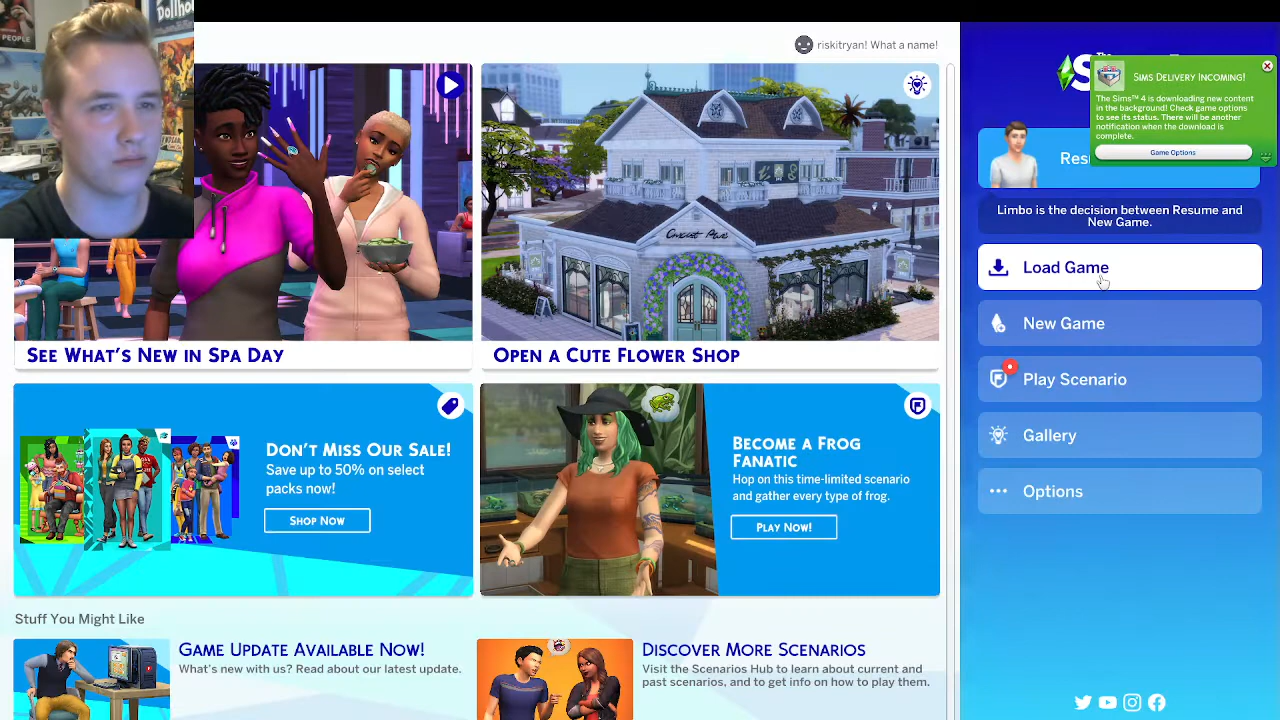 PEOPLE
riskitryan! What a name!
SEE WHAT'S NEW IN SPA DAY
OPEN A CUTE FLOWER SHOP
DON'T MISS OUR SALE!
Save up to 50% on select
packs now!
Shop Now
BECOME A FROG
FANATIC
Hop on this time-limited scenario
and gather every type of frog.
PLAY NOW!
Stuff You Might Like
GAME UPDATE AVAILABLE NOW!
What's new with us? Read about our latest update.
DISCOVER MORE SCENARIOS
Visit the Scenarios Hub to learn about current and
past scenarios, and to get info on how to play them.
SIMS DELIVERY INCOMING!
The Sims™ 4 is downloading new content
in the background! Check game options
to see its status. There will be another
notification when the download is
complete.
Game Options
Limbo is the decision between Resume and
New Game.
Load Game
New Game
Play Scenario
Gallery
Options